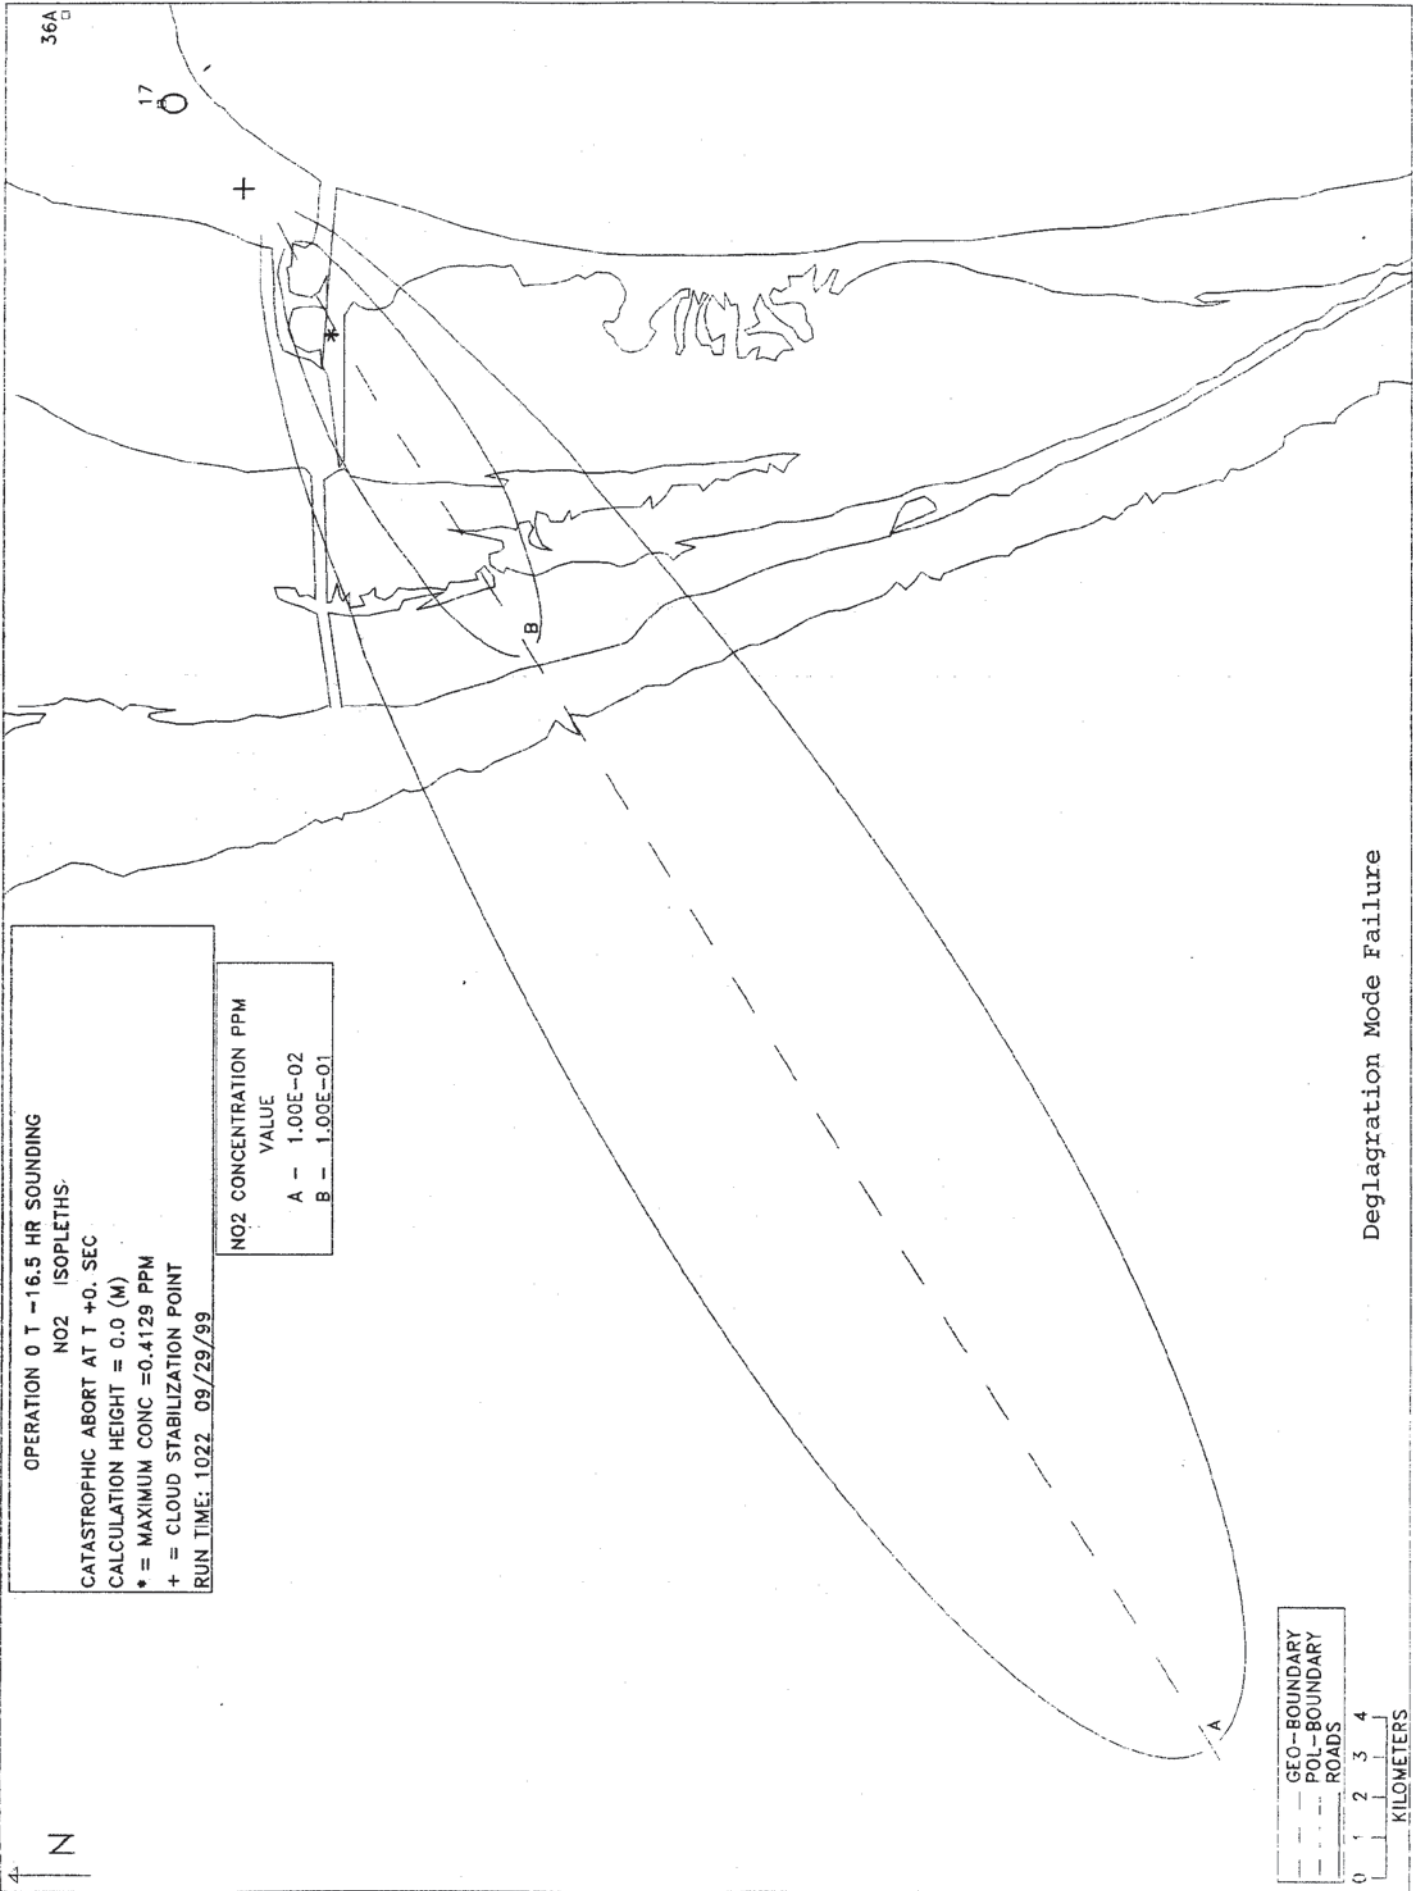 36A
17
OPERATION 0 T -16.5 HR SOUNDING
NO2 ISOPLETHS
CATASTROPHIC ABORT AT T +0. SEC
CALCULATION HEIGHT = 0.0 (M)
* = MAXIMUM CONC =0.4129 PPM
+ = CLOUD STABILIZATION POINT
RUN TIME: 1022 09/29/99
NO2 CONCENTRATION PPM
VALUE
A - 1.00E-02
B - 1.00E-01
+
*
B
A
N
GEO-BOUNDARY
POL-BOUNDARY
ROADS
0 1 2 3 4
KILOMETERS
Deglagration Mode Failure